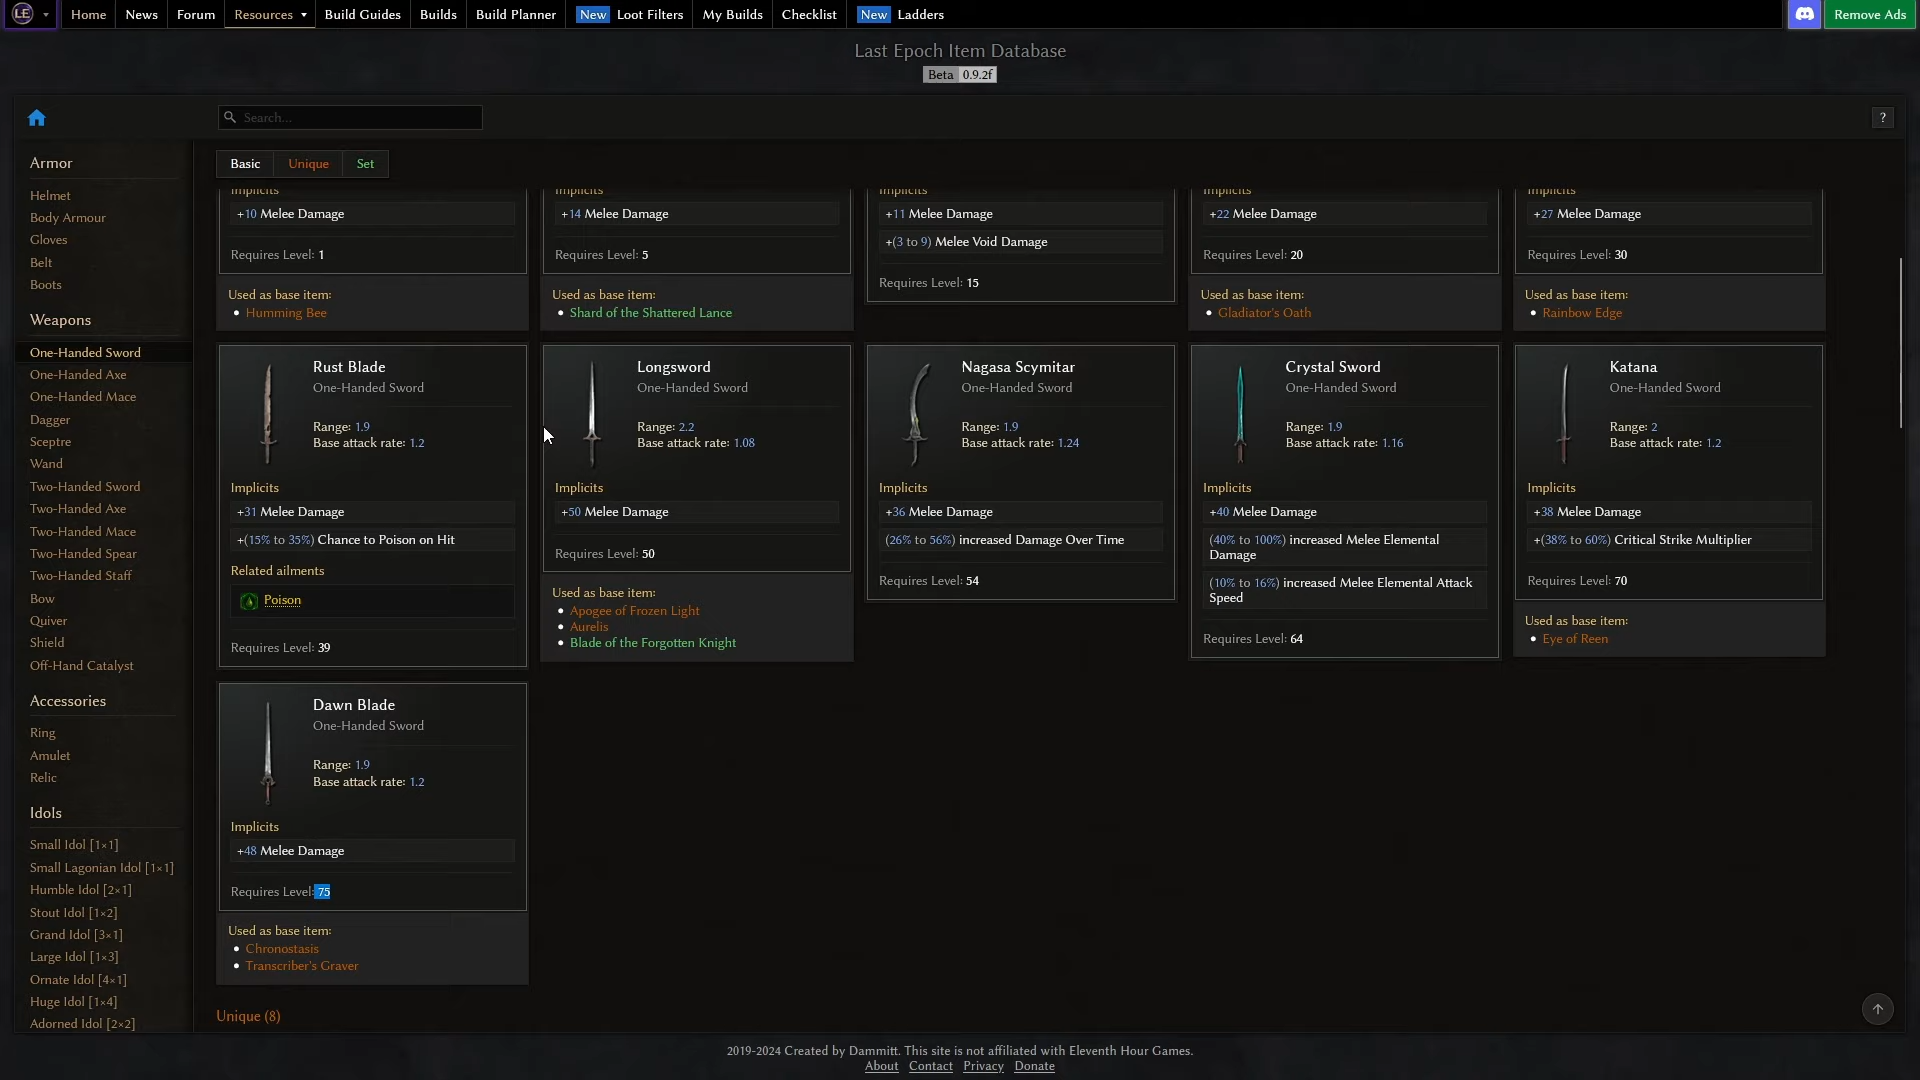 LE
Home
News
Forum
Resources
Build Guides
Builds
Build Planner
New Loot Filters
My Builds
Checklist
New Ladders
Remove Ads
Last Epoch Item Database
Beta 0.9.2f
Search...
?
Armor
Helmet
Body Armour
Gloves
Belt
Boots
Weapons
One-Handed Sword
One-Handed Axe
One-Handed Mace
Dagger
Sceptre
Wand
Two-Handed Sword
Two-Handed Axe
Two-Handed Mace
Two-Handed Spear
Two-Handed Staff
Bow
Quiver
Shield
Off-Hand Catalyst
Accessories
Ring
Amulet
Relic
Idols
Small Idol [1×1]
Small Lagonian Idol [1×1]
Humble Idol [2×1]
Stout Idol [1×2]
Grand Idol [3×1]
Large Idol [1×3]
Ornate Idol [4×1]
Huge Idol [1×4]
Adorned Idol [2×2]
Basic
Unique
Set
Implicits
+10 Melee Damage
Requires Level: 1
Used as base item:
Humming Bee
Implicits
+14 Melee Damage
Requires Level: 5
Used as base item:
Shard of the Shattered Lance
Implicits
+11 Melee Damage
+(3 to 9) Melee Void Damage
Requires Level: 15
Implicits
+22 Melee Damage
Requires Level: 20
Used as base item:
Gladiator's Oath
Implicits
+27 Melee Damage
Requires Level: 30
Used as base item:
Rainbow Edge
Rust Blade
One-Handed Sword
Range: 1.9
Base attack rate: 1.2
Implicits
+31 Melee Damage
+(15% to 35%) Chance to Poison on Hit
Related ailments
Poison
Requires Level: 39
Longsword
One-Handed Sword
Range: 2.2
Base attack rate: 1.08
Implicits
+50 Melee Damage
Requires Level: 50
Used as base item:
Apogee of Frozen Light
Aurelis
Blade of the Forgotten Knight
Nagasa Scymitar
One-Handed Sword
Range: 1.9
Base attack rate: 1.24
Implicits
+36 Melee Damage
(26% to 56%) increased Damage Over Time
Requires Level: 54
Crystal Sword
One-Handed Sword
Range: 1.9
Base attack rate: 1.16
Implicits
+40 Melee Damage
(40% to 100%) increased Melee Elemental
Damage
(10% to 16%) increased Melee Elemental Attack
Speed
Requires Level: 64
Katana
One-Handed Sword
Range: 2
Base attack rate: 1.2
Implicits
+38 Melee Damage
+(38% to 60%) Critical Strike Multiplier
Requires Level: 70
Used as base item:
Eye of Reen
Dawn Blade
One-Handed Sword
Range: 1.9
Base attack rate: 1.2
Implicits
+48 Melee Damage
Requires Level: 75
Used as base item:
Chronostasis
Transcriber's Graver
Unique (8)
2019-2024 Created by Dammitt. This site is not affiliated with Eleventh Hour Games.
About Contact Privacy Donate